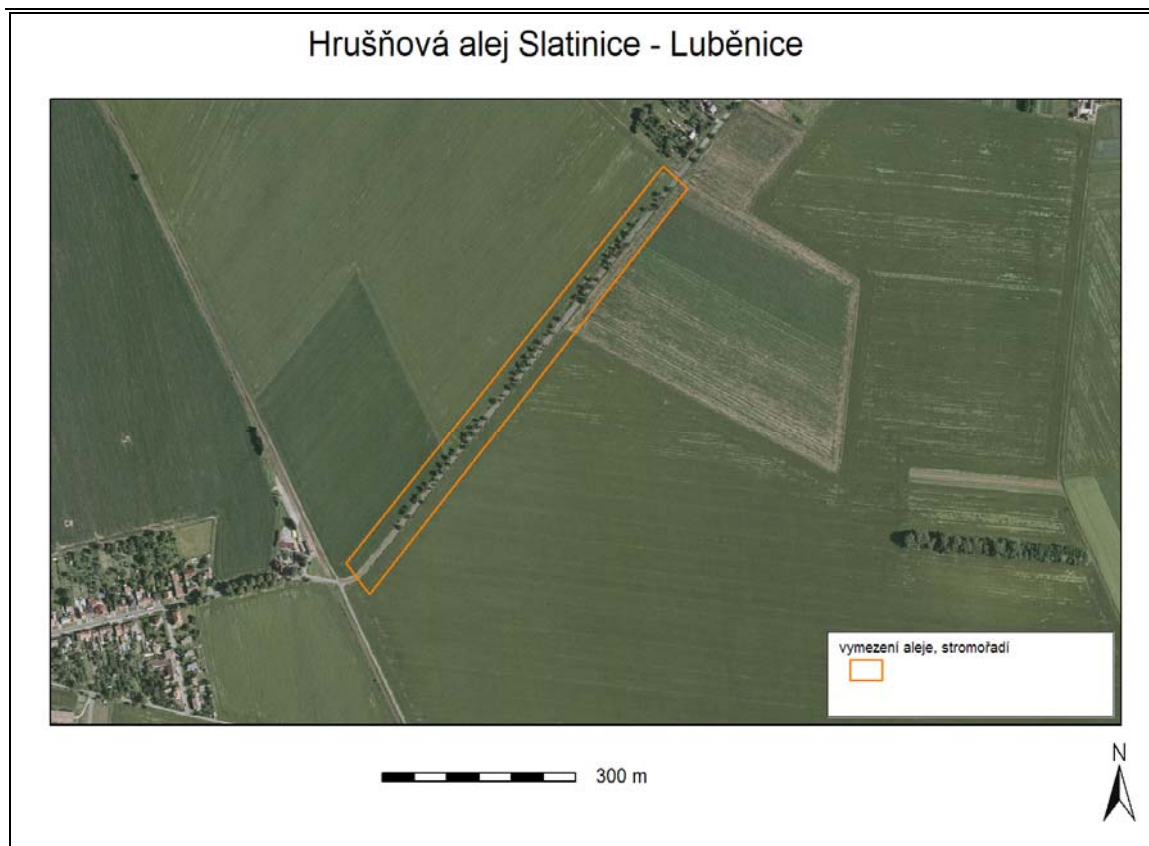 Hrušňová alej Slatinice - Luběnice
vymezení aleje, stromořadí
300 m
N